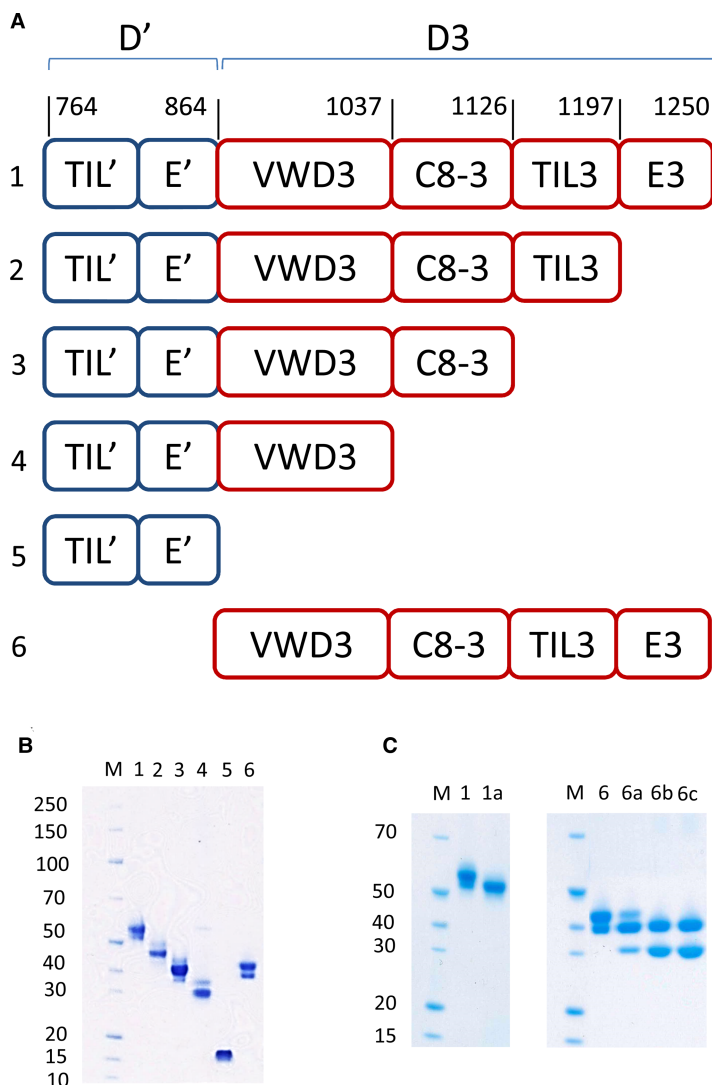 A
D’ D3
764 864 1037 1126 1197 1250
1 TIL’ E’ VWD3 C8-3 TIL3 E3
2 TIL’ E’ VWD3 C8-3 TIL3
3 TIL’ E’ VWD3 C8-3
4 TIL’ E’ VWD3
5 TIL’ E’
6 VWD3 C8-3 TIL3 E3
B
M 1 2 3 4 5 6
250
150
100
70
50
40
30
20
15
10
C
M 1 1a M 6 6a 6b 6c
70
50
40
30
20
15